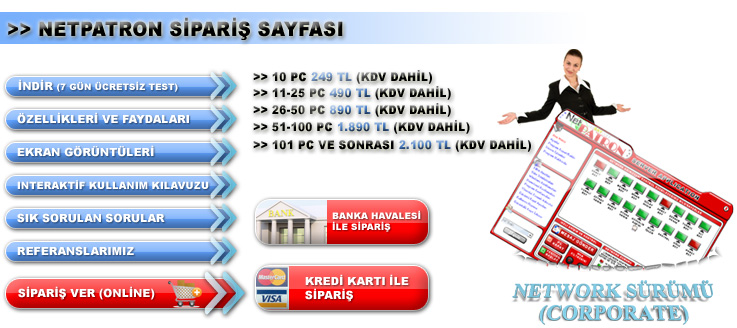 >> NETPATRON SİPARİŞ SAYFASI
İNDİR (7 GÜN ÜCRETSİZ TEST)
ÖZELLİKLERİ VE FAYDALARI
EKRAN GÖRÜNTÜLERİ
INTERAKTİF KULLANIM KILAVUZU
SIK SORULAN SORULAR
REFERANSLARIMIZ
SİPARİŞ VER (ONLINE)
>> 10 PC 249 TL (KDV DAHİL)
>> 11-25 PC 490 TL (KDV DAHİL)
>> 26-50 PC 890 TL (KDV DAHİL)
>> 51-100 PC 1.890 TL (KDV DAHİL)
>> 101 PC VE SONRASI 2.100 TL (KDV DAHİL)
BANK
BANKA HAVALESİ
İLE SİPARİŞ
MasterCard
VISA
KREDİ KARTI İLE
SİPARİŞ
Net
PATRON
NETWORK SÜRÜMÜ
(CORPORATE)